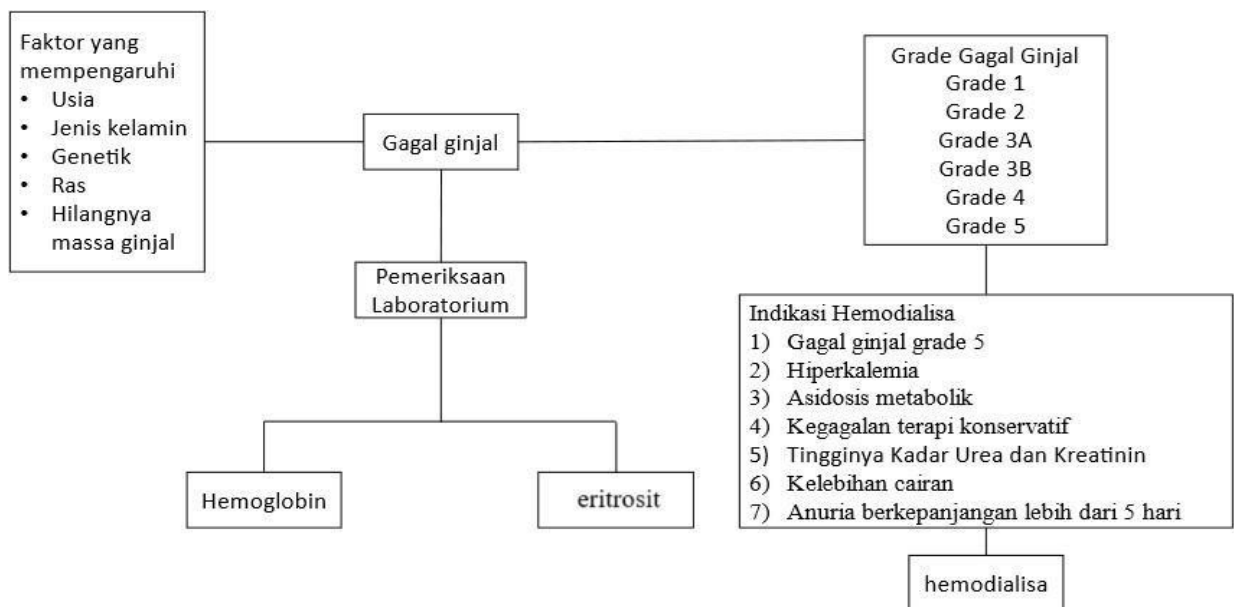 Faktor yang
mempengaruhi
• Usia
• Jenis kelamin
• Genetik
• Ras
• Hilangnya
massa ginjal
Gagal ginjal
Grade Gagal Ginjal
Grade 1
Grade 2
Grade 3A
Grade 3B
Grade 4
Grade 5
Pemeriksaan
Laboratorium
Indikasi Hemodialisa
1) Gagal ginjal grade 5
2) Hiperkalemia
3) Asidosis metabolik
4) Kegagalan terapi konservatif
5) Tingginya Kadar Urea dan Kreatinin
6) Kelebihan cairan
7) Anuria berkepanjangan lebih dari 5 hari
Hemoglobin
eritrosit
hemodialisa